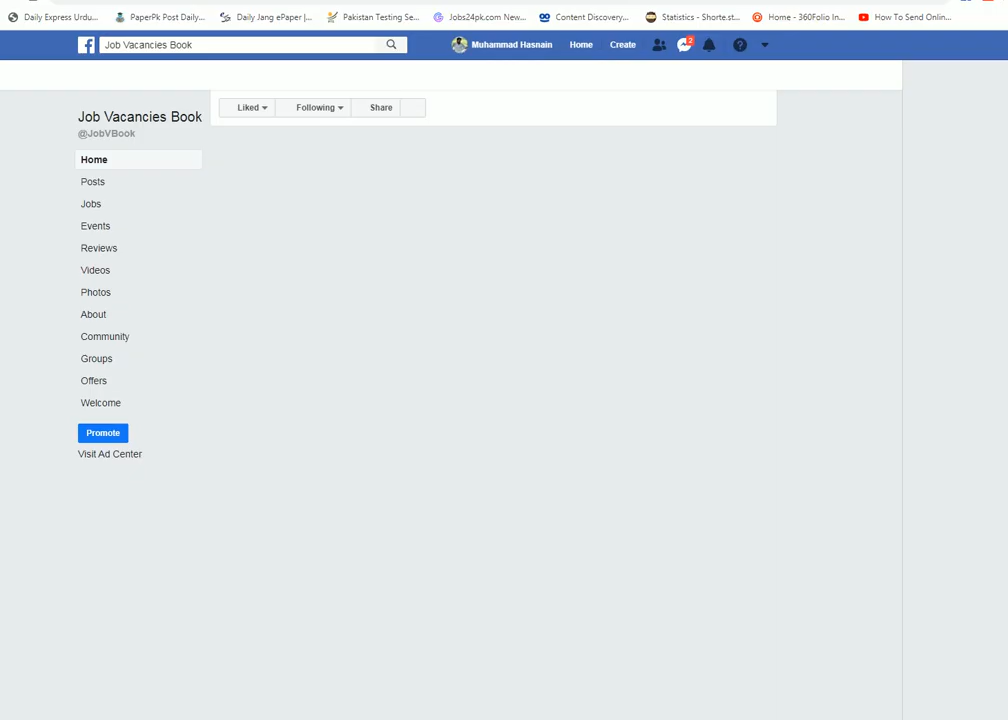 Daily Express Urdu... PaperPk Post Daily... Daily Jang ePaper |... Pakistan Testing Se... Jobs24pk.com New... Content Discovery... Statistics - Shorte.st... Home - 360Folio In... How To Send Onlin...
Job Vacancies Book Muhammad Hasnain Home Create 2
Liked Following Share
Job Vacancies Book
@JobVBook
Home
Posts
Jobs
Events
Reviews
Videos
Photos
About
Community
Groups
Offers
Welcome
Promote
Visit Ad Center